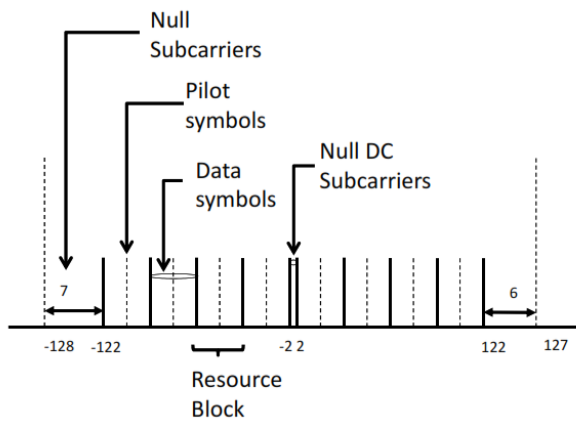 Null
Subcarriers
Pilot
symbols
Data
symbols
Null DC
Subcarriers
7
6
-128
-122
-2 2
122
127
Resource
Block